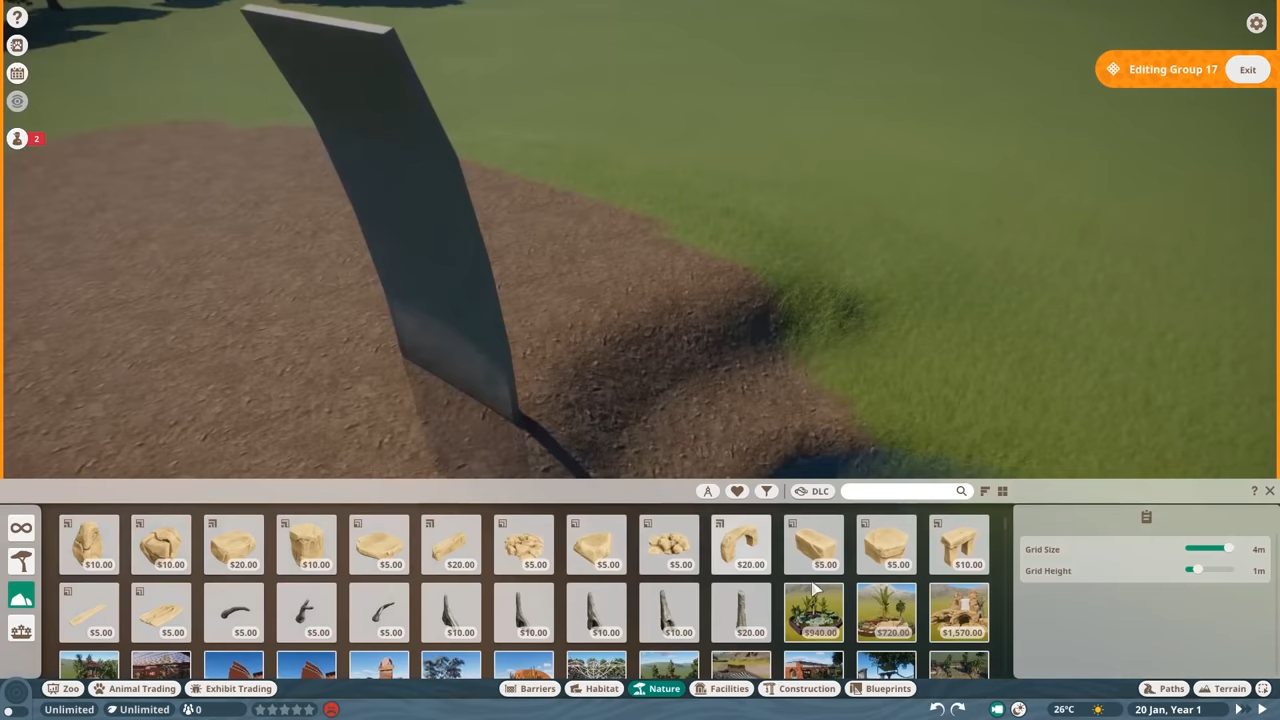 Editing Group 17
Exit
2
DLC
?
$10.00
$10.00
$20.00
$10.00
$5.00
$20.00
$5.00
$5.00
$5.00
$20.00
$5.00
$5.00
$10.00
Grid Size
4m
Grid Height
1m
$5.00
$5.00
$5.00
$5.00
$5.00
$10.00
$10.00
$10.00
$10.00
$20.00
$940.00
$720.00
$1,570.00
Zoo
Animal Trading
Exhibit Trading
Barriers
Habitat
Nature
Facilities
Construction
Blueprints
Paths
Terrain
Unlimited
Unlimited
0
26°C
20 Jan, Year 1